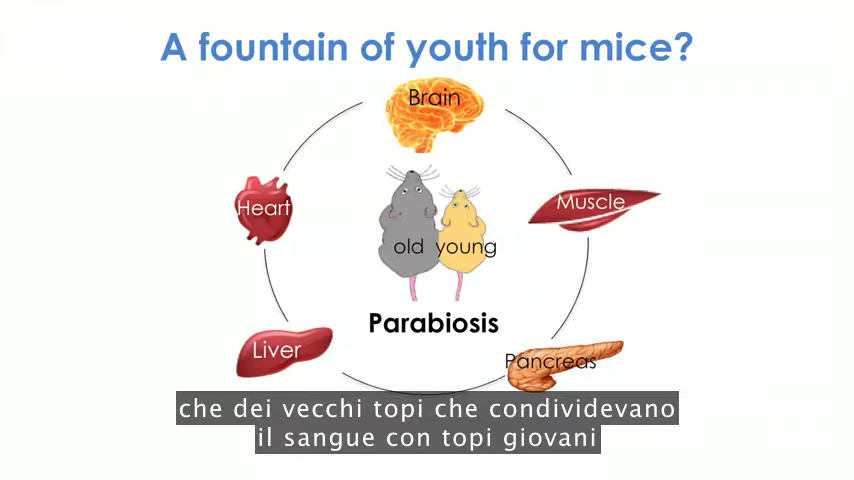 A fountain of youth for mice?
Brain
Heart
Muscle
old young
Parabiosis
Liver
Pancreas
che dei vecchi topi che condividevano
il sangue con topi giovani